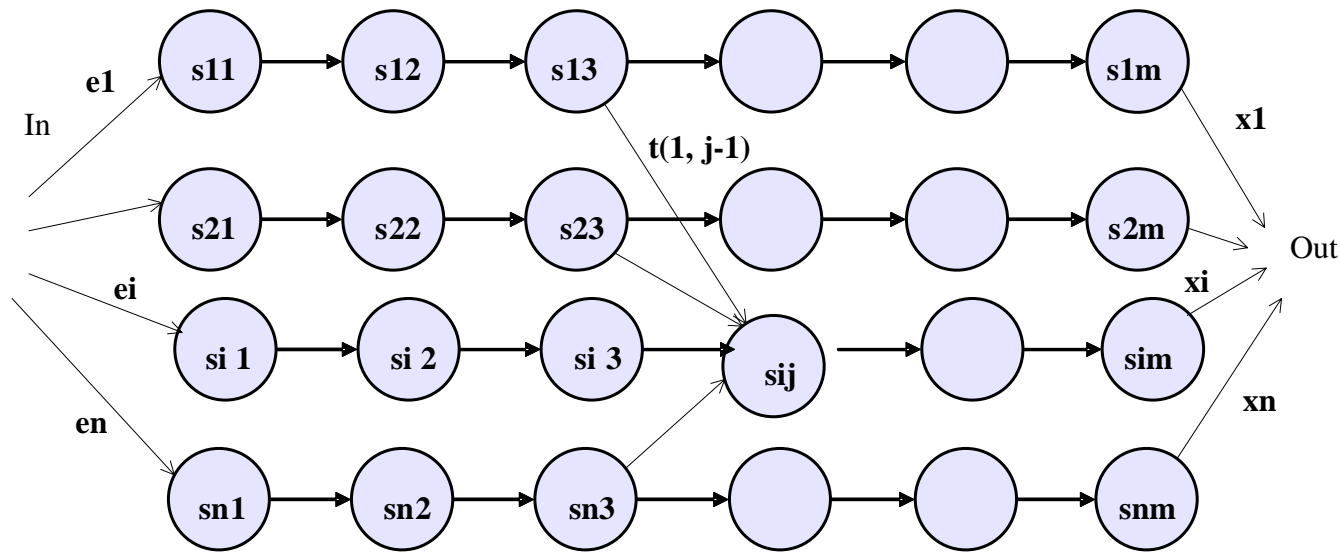 s11
s12
s13
s1m
e1
In
x1
t(1, j-1)
s21
s22
s23
s2m
Out
ei
xi
si 1
si 2
si 3
sij
sim
en
xn
sn1
sn2
sn3
snm